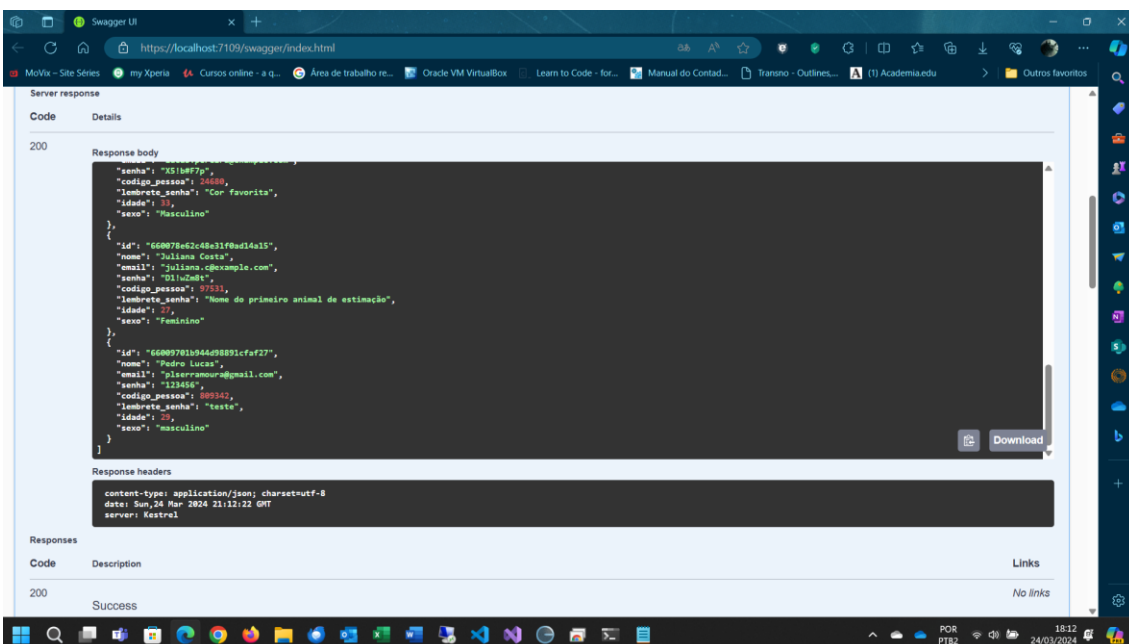 Swagger UI
https://localhost:7109/swagger/index.html
MoVix – Site Séries
my Xperia
Cursos online - a q...
Área de trabalho re...
Oracle VM VirtualBox
Learn to Code - for...
Manual do Contad...
Transno - Outlines,...
(1) Academia.edu
Outros favoritos
Server response
Code Details
200
Response body
"senha": "X5!b#F7p",
"codigo_pessoa": 24680,
"lembrete_senha": "Cor favorita",
"idade": 33,
"sexo": "Masculino"
},
{
"id": "660078e62c48e31f0ad14a15",
"nome": "Juliana Costa",
"email": "juliana.c@example.com",
"codigo_pessoa": 97531,
"lembrete_senha": "Nome do primeiro animal de estimação",
"idade": 27,
"sexo": "Feminino"
},
{
"id": "66009701b944d98891cfaf27",
"nome": "Pedro Lucas",
"email": "plserramoura@gmail.com",
"senha": "123456",
"codigo_pessoa": 809342,
"lembrete_senha": "teste",
"idade": 29,
"sexo": "masculino"
}
]
Download
Response headers
content-type: application/json; charset=utf-8
date: Sun,24 Mar 2024 21:12:22 GMT
server: Kestrel
Responses
Code Description Links
200 No links
Success
POR 18:12
PTB2 24/03/2024